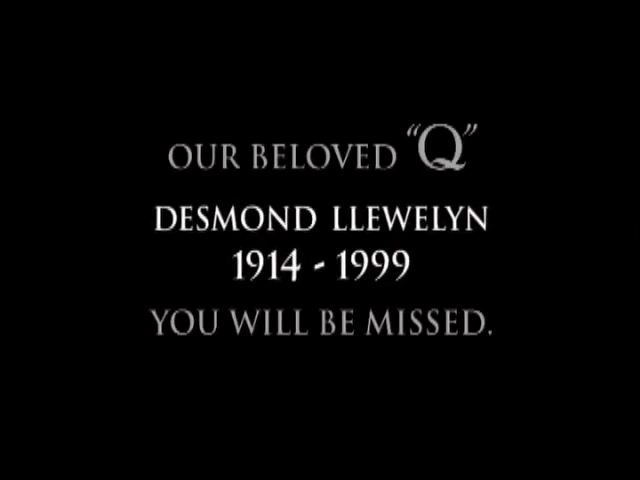 OUR BELOVED “Q”
DESMOND LLEWELYN
1914 - 1999
YOU WILL BE MISSED.